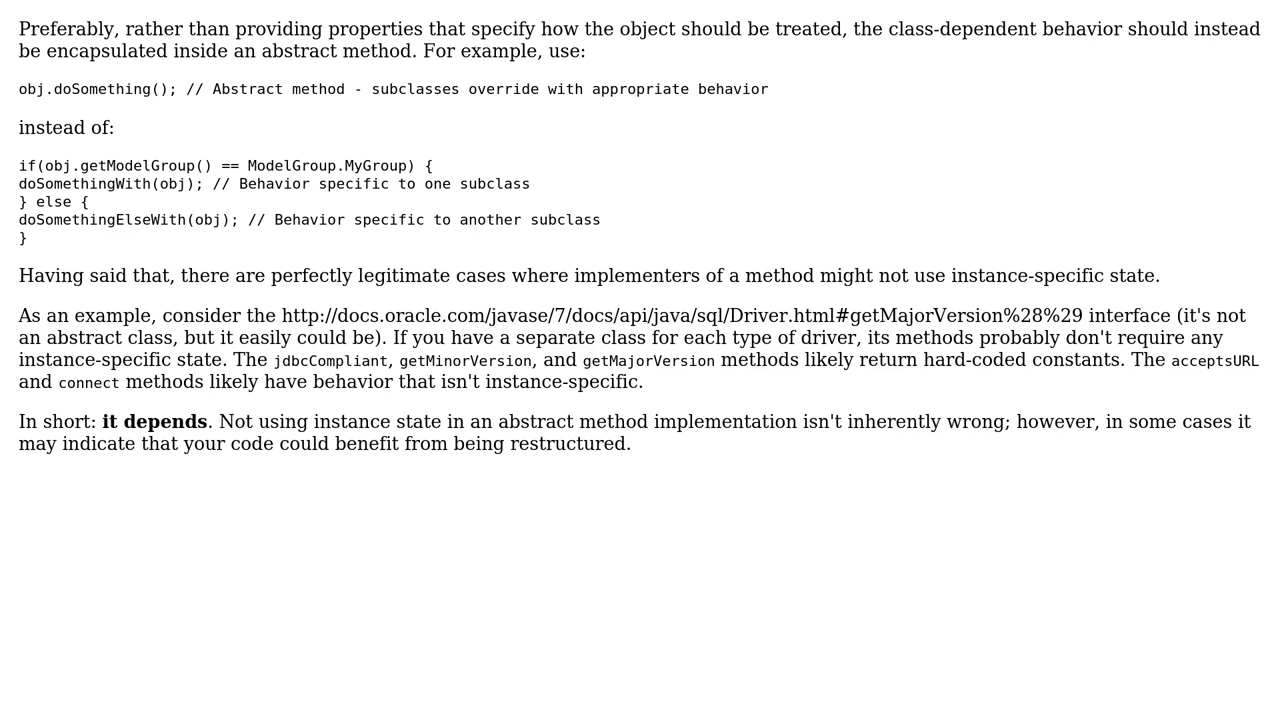 Preferably, rather than providing properties that specify how the object should be treated, the class-dependent behavior should instead
be encapsulated inside an abstract method. For example, use:
obj.doSomething(); // Abstract method - subclasses override with appropriate behavior
instead of:
if(obj.getModelGroup() == ModelGroup.MyGroup) {
doSomethingWith(obj); // Behavior specific to one subclass
} else {
doSomethingElseWith(obj); // Behavior specific to another subclass
}
Having said that, there are perfectly legitimate cases where implementers of a method might not use instance-specific state.
As an example, consider the http://docs.oracle.com/javase/7/docs/api/java/sql/Driver.html#getMajorVersion%28%29 interface (it's not
an abstract class, but it easily could be). If you have a separate class for each type of driver, its methods probably don't require any
instance-specific state. The jdbcCompliant, getMinorVersion, and getMajorVersion methods likely return hard-coded constants. The acceptsURL
and connect methods likely have behavior that isn't instance-specific.
In short: it depends. Not using instance state in an abstract method implementation isn't inherently wrong; however, in some cases it
may indicate that your code could benefit from being restructured.